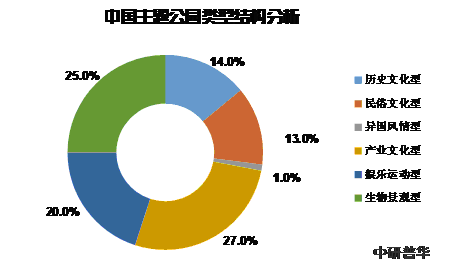 中国主题公园类型结构分析
14.0%
13.0%
1.0%
27.0%
20.0%
25.0%
历史文化型
民俗文化型
异国风情型
产业文化型
娱乐运动型
生物景观型
中研普华